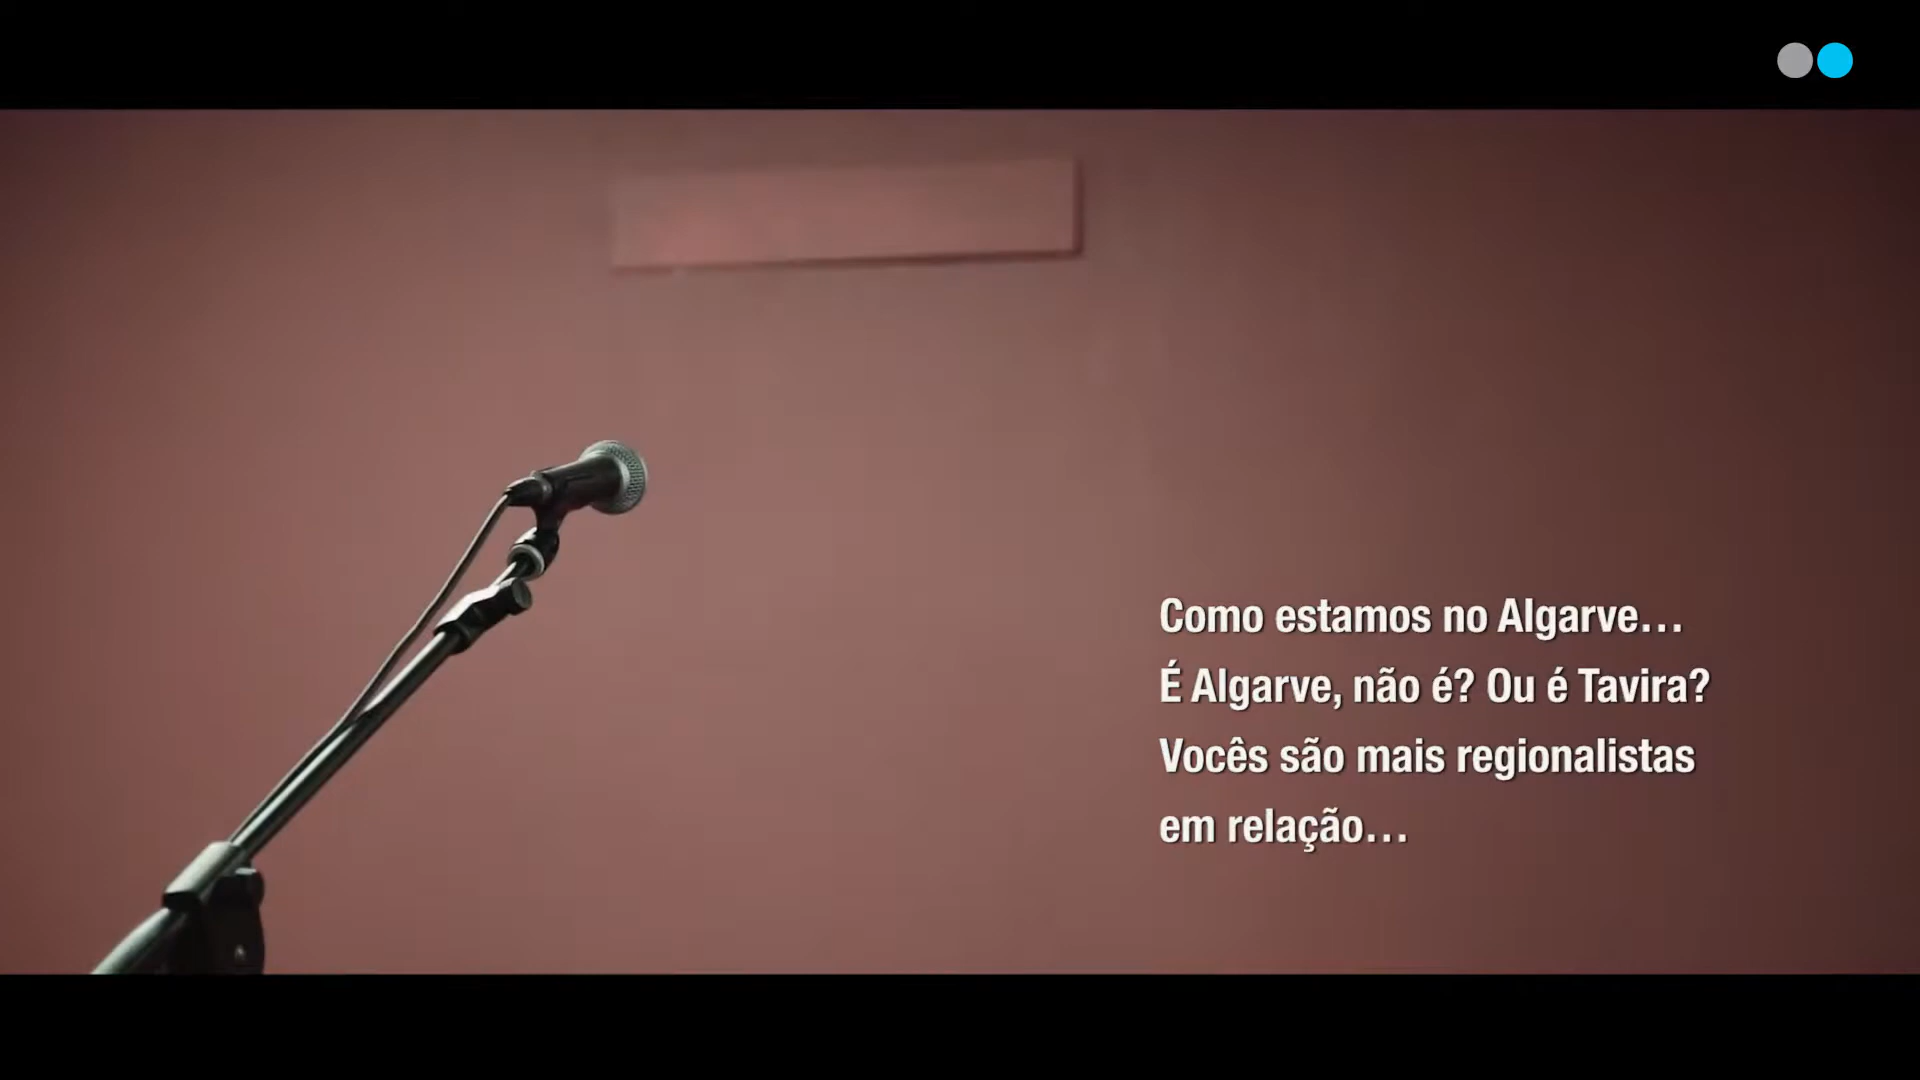 Como estamos no Algarve…
É Algarve, não é? Ou é Tavira?
Vocês são mais regionalistas
em relação…